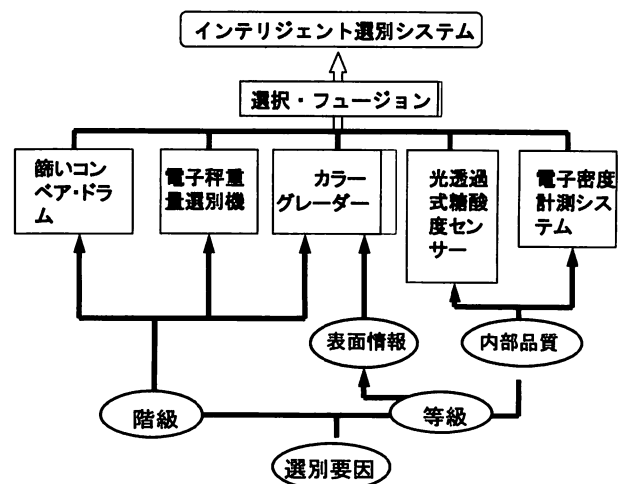 インテリジェント選別システム
選択・フュージョン
篩いコン
ベア・ドラ
ム
電子秤重
量選別機
カラー
グレーダー
光透過
式糖酸
度セン
サー
電子密度
計測シス
テム
表面情報
内部品質
階級
等級
選別要因